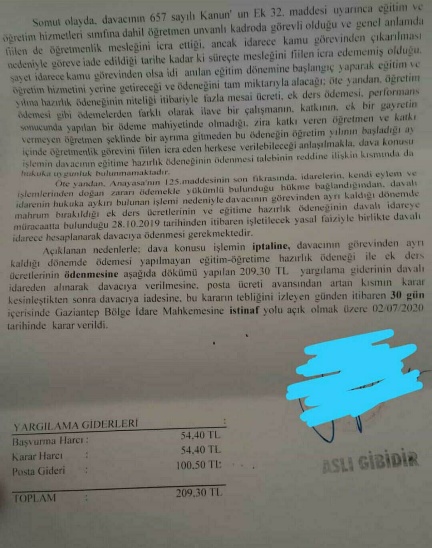 Somut olayda, davacının 657 sayılı Kanun' un Ek 32. maddesi uyarınca eğitim ve
öğretim hizmetleri sınıfına dahil öğretmen unvanlı kadroda görevli olduğu ve genel anlamda
fiilen de öğretmenlik mesleğini icra ettiği, ancak idarece kamu görevinden çıkarılması
nedeniyle göreve iade edildiği tarihe kadar ki süreçte mesleğini fiilen icra edememiş olduğu,
şayet idarece kamu görevinden olsa idi anılan eğitim dönemine başlangıç yaparak eğitim ve
öğretim hizmetini yerine getireceği ve ödeneğini tam miktarıyla alacağı; öte yandan, öğretim
yılına hazırlık ödeneğinin niteliği itibariyle fazla mesai ücreti, ek ders ödemesi, performans
ödemesi gibi ödemelerden farklı olarak ilave bir çalışmanın, katkının, ek bir gayretin
sonucunda yapılan bir ödeme mahiyetinde olmadığı, zira katkı veren öğretmen ve katkı
vermeyen öğretmen şeklinde bir ayrıma gitmeden bu ödeneğin öğretim yılının başladığı ay
içinde öğretmenlik görevini fiilen icra eden herkese verilebileceği anlaşılmakla, dava konusu
işlemin davacının eğitime hazırlık ödeneğinin ödenmesi talebinin reddine ilişkin kısmında da
hukuka uygunluk bulunmamaktadır.
Öte yandan, Anayasa'nın 125.maddesinin son fıkrasında, idarelerin, kendi eylem ve
işlemlerinden doğan zararı ödemekle yükümlü bulunduğu hükme bağlandığından, davalı
idarenin hukuka aykırı bulunan işlemi nedeniyle davacının görevinden ayrı kaldığı dönemde
mahrum bırakıldığı ek ders ücretlerinin ve eğitime hazırlık ödeneğinin davalı idareye
müracaatta bulunduğu 28.10.2019 tarihinden itibaren işletilecek yasal faiziyle birlikte davalı
idarece hesaplanarak davacıya ödenmesi gerekmektedir.
Açıklanan nedenlerle; dava konusu işlemin iptaline, davacının görevinden ayrı
kaldığı dönemde ödemesi yapılmayan eğitim-öğretime hazırlık ödeneği ile ek ders
ücretlerinin ödenmesine aşağıda dökümü yapılan 209,30 TL yargılama giderinin davalı
idareden alınarak davacıya verilmesine, posta ücreti avansından artan kısmın karar
kesinleştikten sonra davacıya iadesine, bu kararın tebliğini izleyen günden itibaren 30 gün
içerisinde Gaziantep Bölge İdare Mahkemesine istinaf yolu açık olmak üzere 02/07/2020
tarihinde karar verildi.
YARGILAMA GİDERLERİ :
Başvurma Harcı : 54,40 TL
Karar Harcı : 54,40 TL
Posta Gideri : 100,50 TL
TOPLAM : 209,30 TL
ASLI GİBİDİR